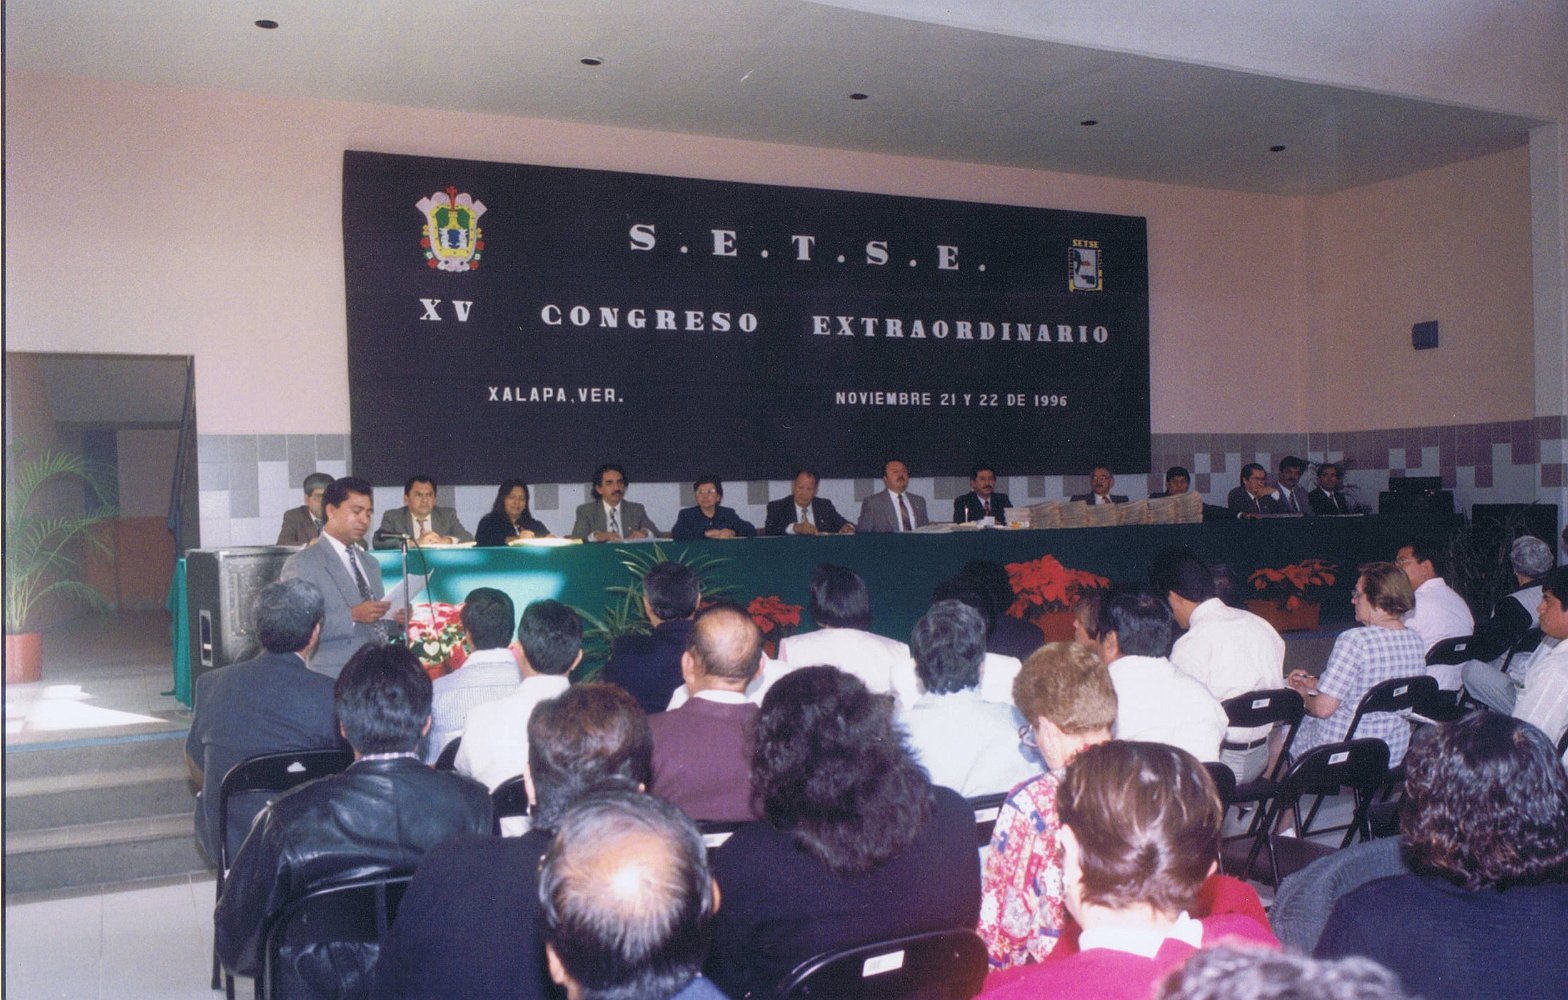 S.E.T.S.E.
SETSE
XV CONGRESO EXTRAORDINARIO
XALAPA, VER. NOVIEMBRE 21 Y 22 DE 1996